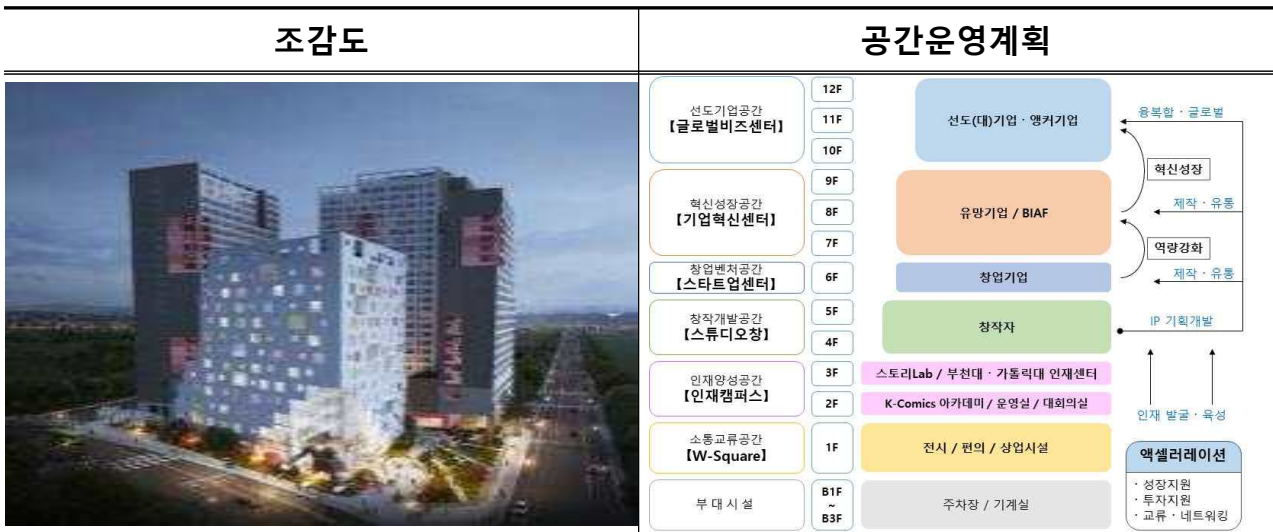 조감도
공간운영계획
선도기업공간
【글로벌비즈센터】
12F
11F
10F
선도(대)기업 · 앵커기업
융복합 · 글로벌
혁신성장
혁신성장공간
【기업혁신센터】
9F
8F
7F
유망기업 / BIAF
제작 · 유통
역량강화
창업벤처공간
【스타트업센터】
6F
창업기업
제작 · 유통
창작개발공간
【스튜디오창】
5F
4F
창작자
IP 기획개발
인재양성공간
【인재캠퍼스】
3F
2F
스토리Lab / 부천대 · 가톨릭대 인재센터
K-Comics 아카데미 / 운영실 / 대회의실
인재 발굴 · 육성
소통교류공간
【W-Square】
1F
전시 / 편의 / 상업시설
부 대 시 설
B1F
~
B3F
주차장 / 기계실
액셀러레이션
· 성장지원
· 투자지원
· 교류 · 네트워킹